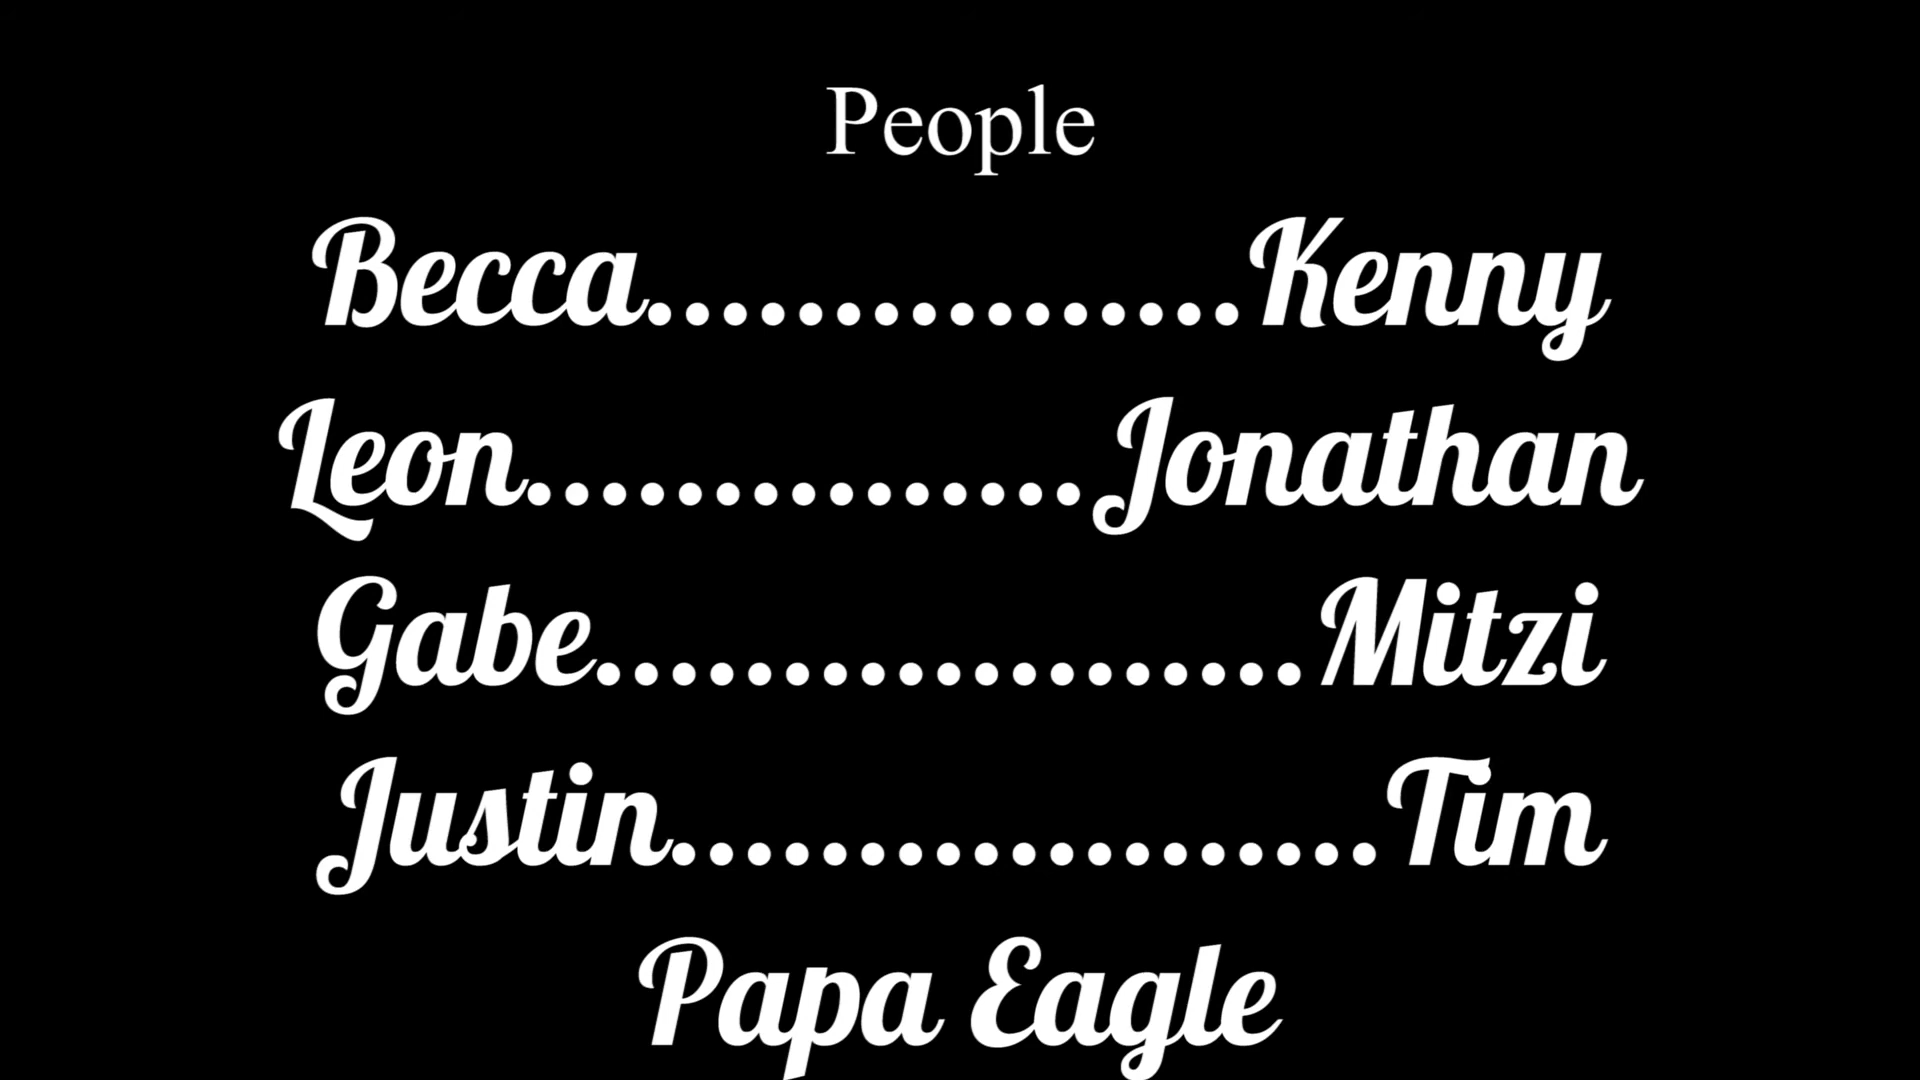 People
Becca................Kenny
Leon...............Jonathan
Gabe...................Mitzi
Justin...................Tim
Papa Eagle